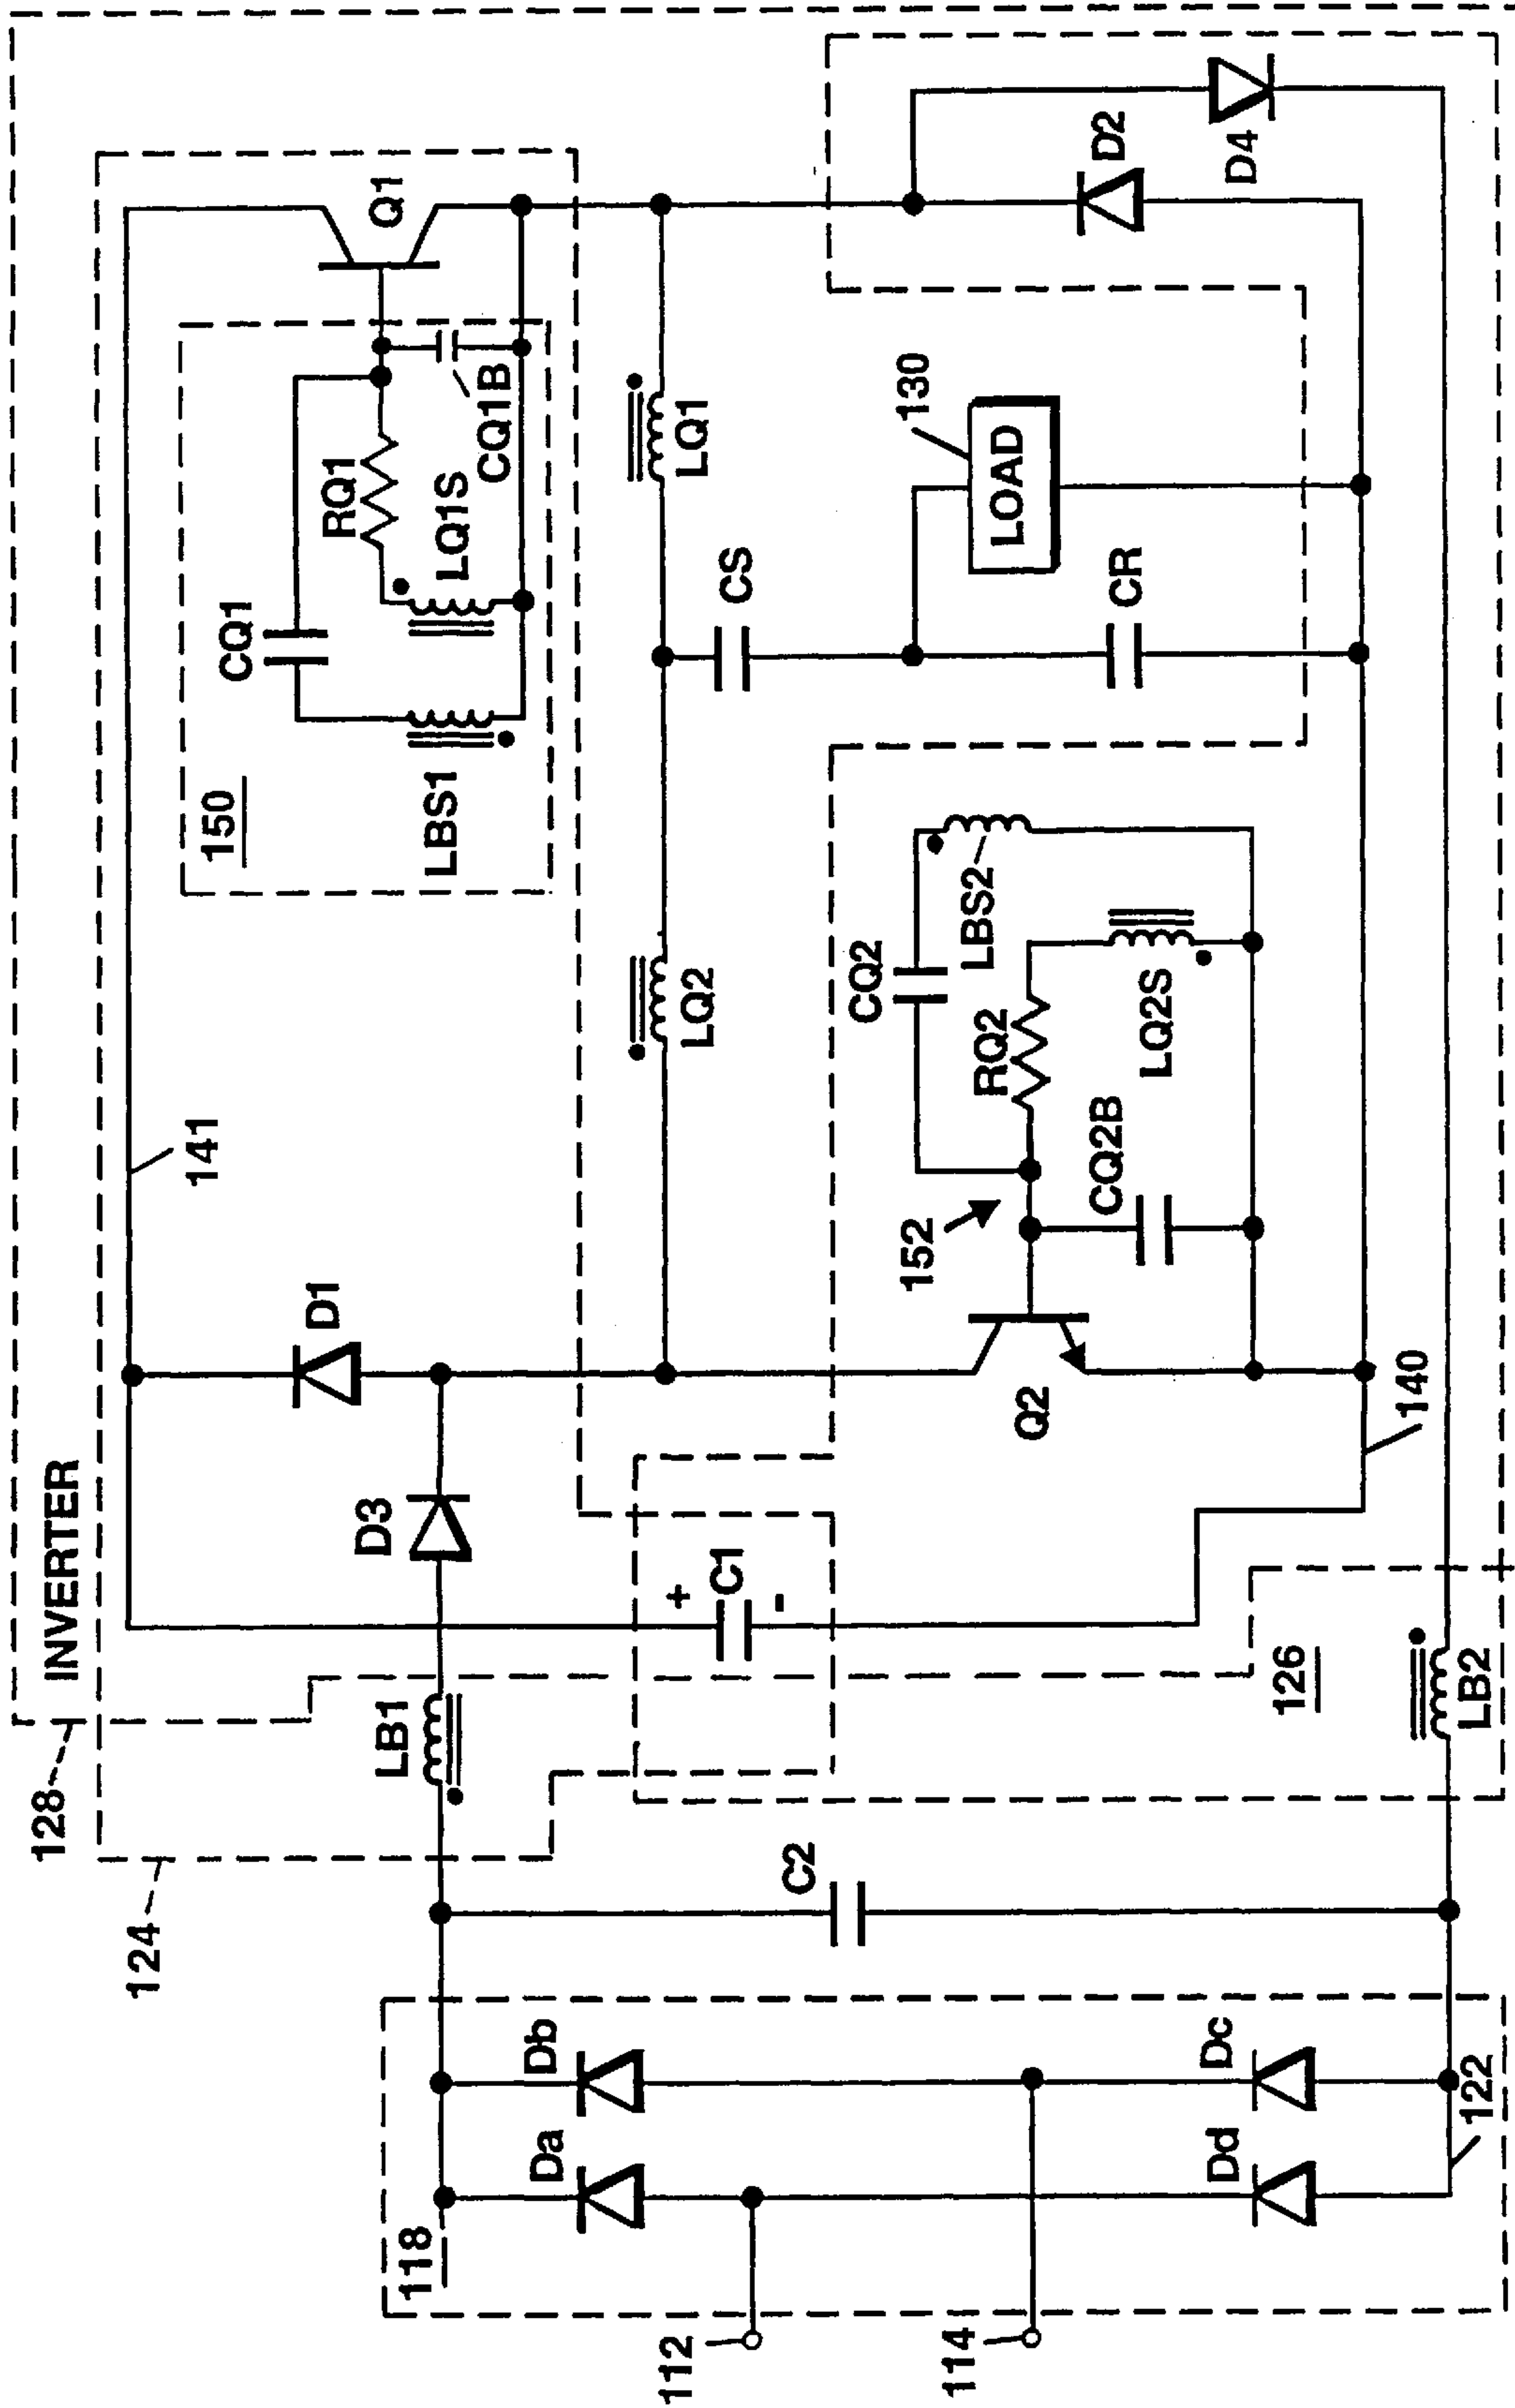 INVERTER
128
124
141
D1
D3
LB1
C1
+
-
126
LB2
C2
118
Da
Db
Dc
Dd
122
112
114
150
CQ1
RQ1
LBS1
LQ1S
CQ1B
Q1
LQ1
LQ2
CS
CR
130
LOAD
D2
D4
152
CQ2
LBS2
RQ2
LQ2S
CQ2B
Q2
140